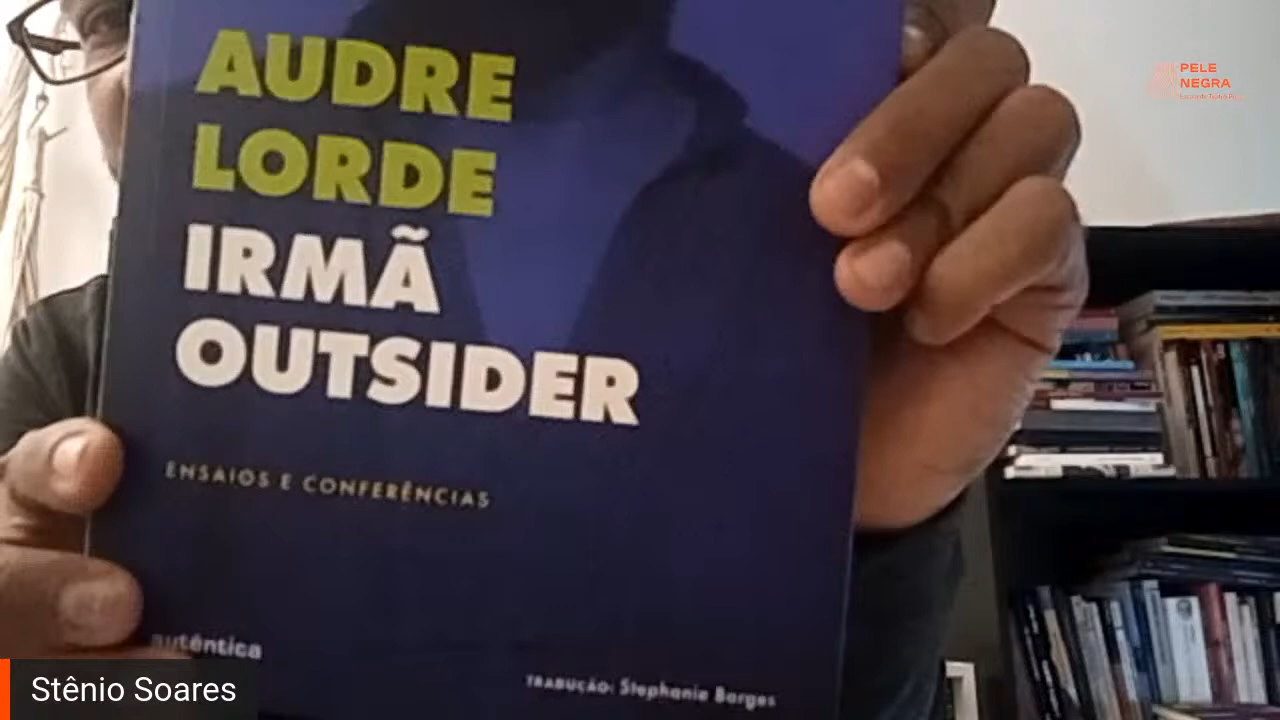 AUDRE
LORDE
IRMÃ
OUTSIDER
ENSAIOS E CONFERÊNCIAS
autêntica
TRADUÇÃO: Stephanie Borges
PELE
NEGRA
Stênio Soares